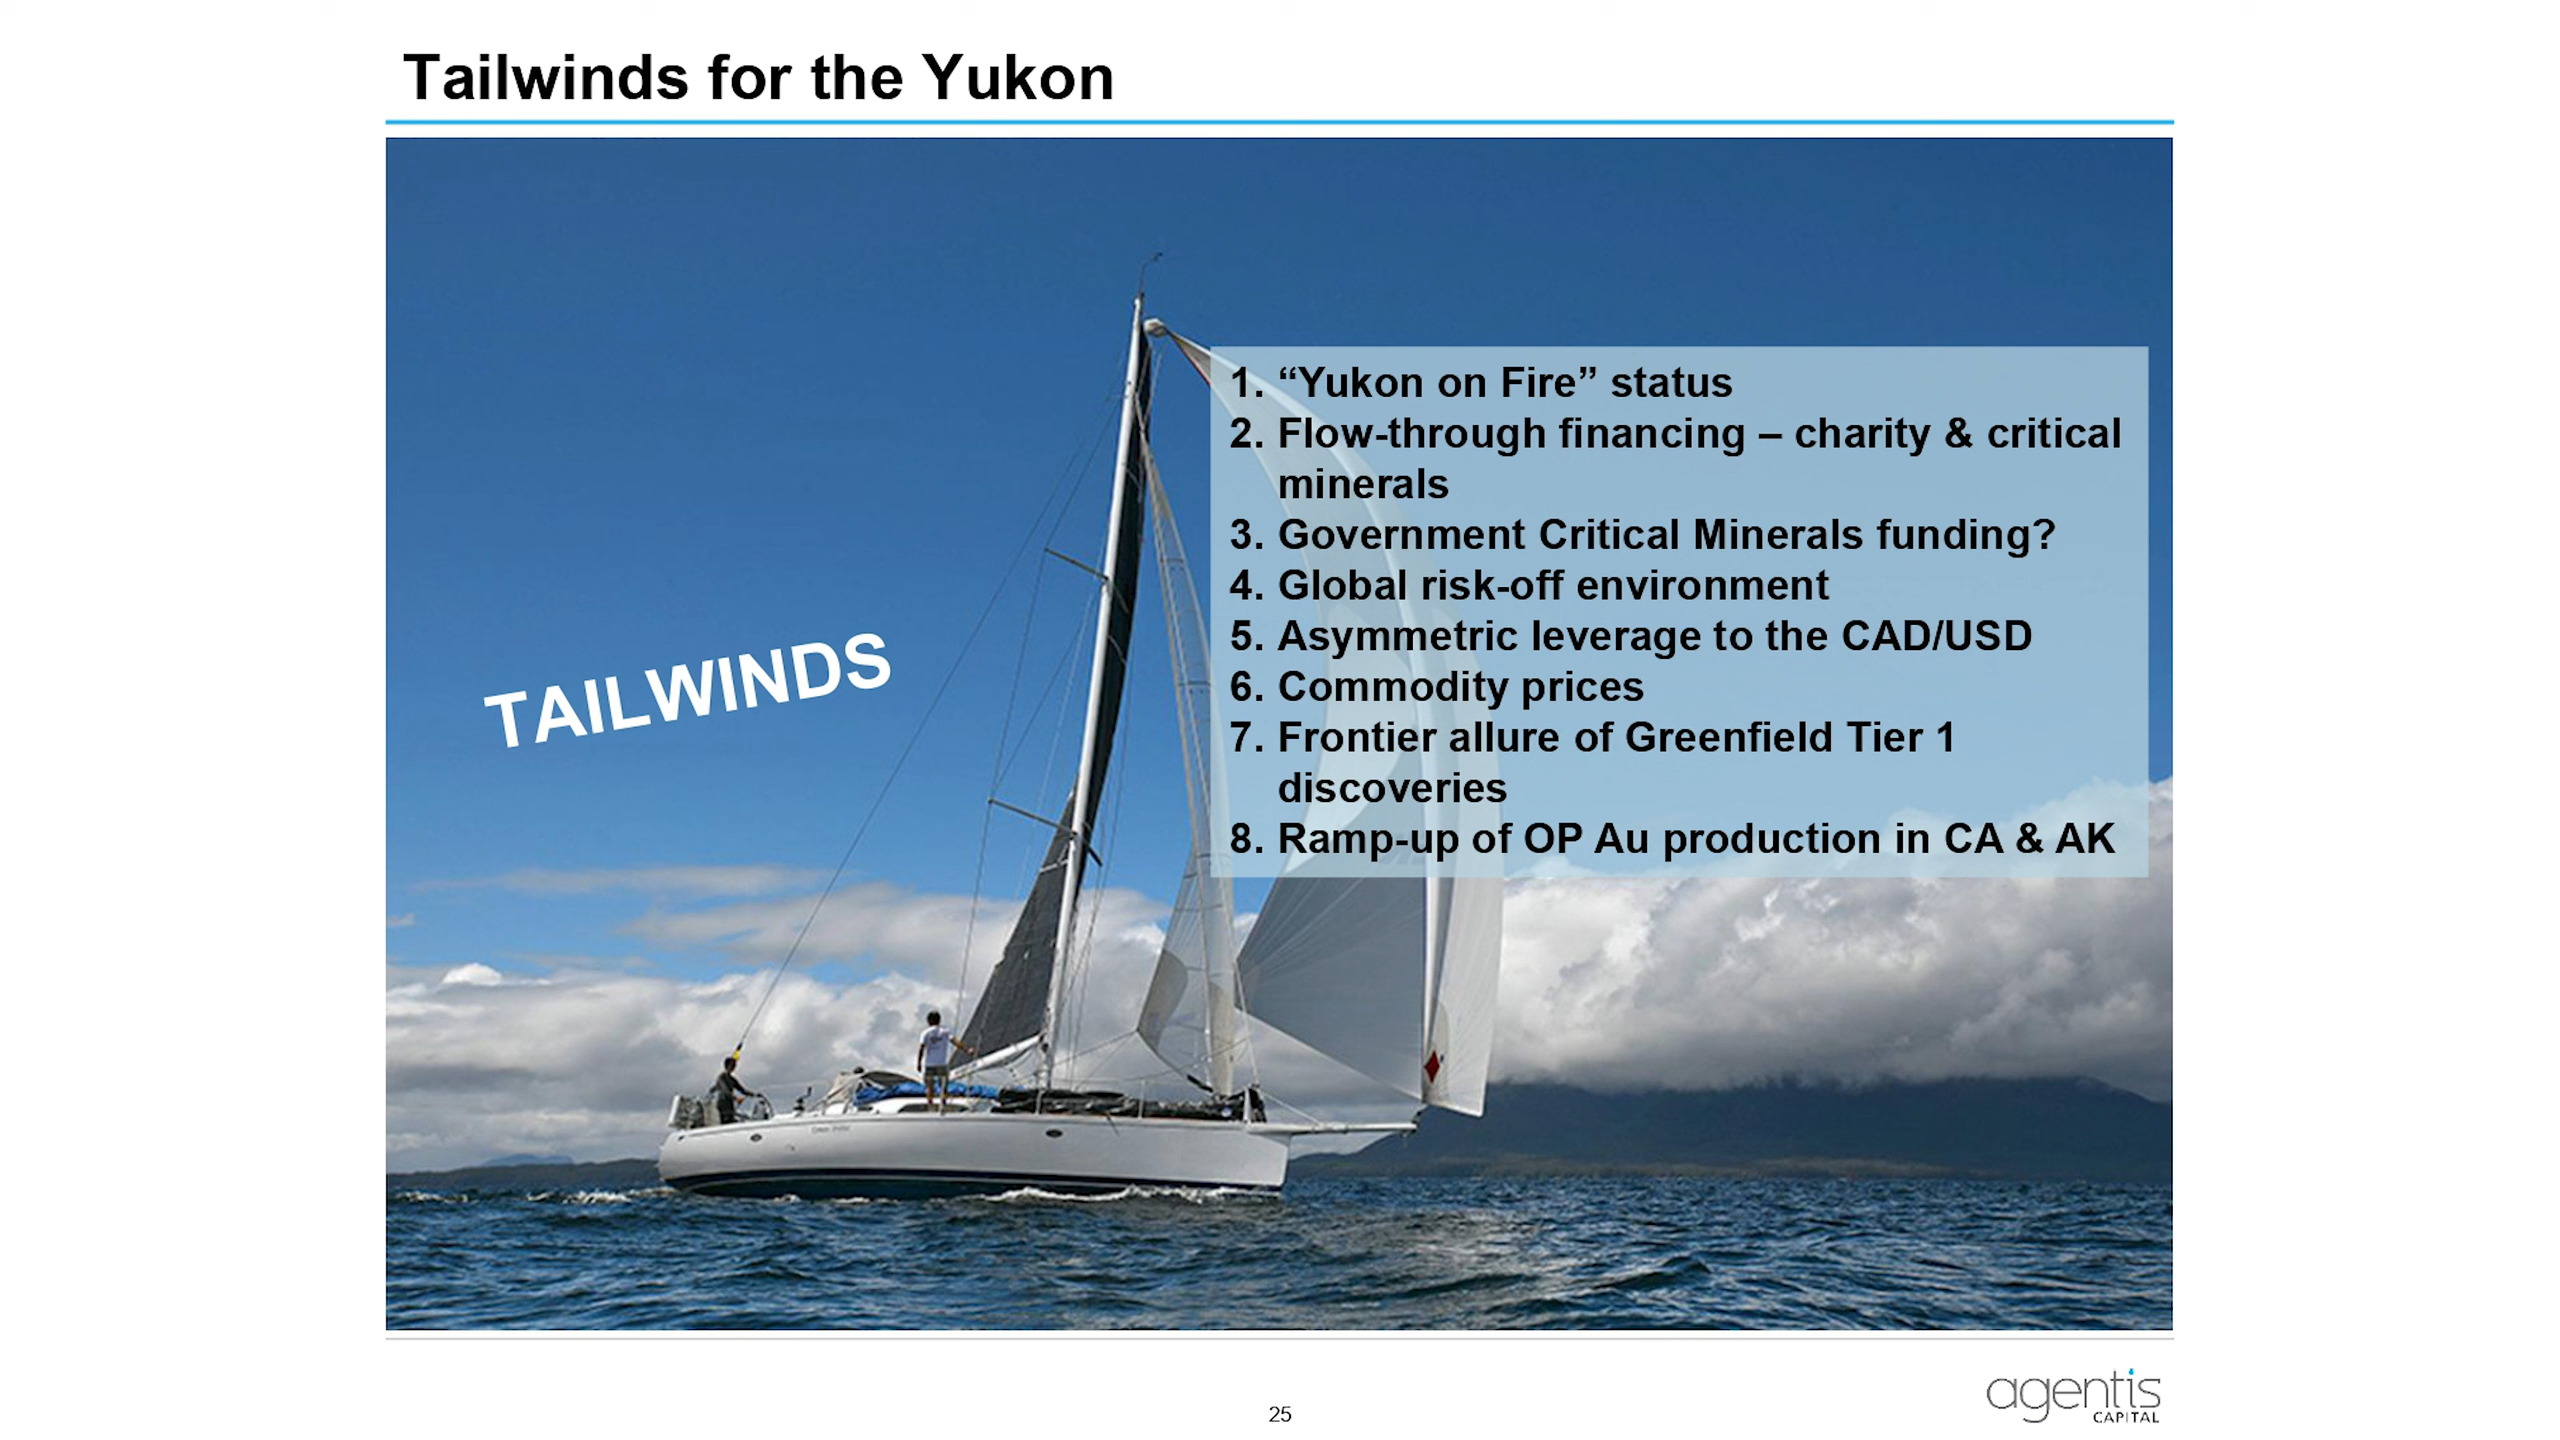 Tailwinds for the Yukon
TAILWINDS
1. “Yukon on Fire” status
2. Flow-through financing – charity & critical
minerals
3. Government Critical Minerals funding?
4. Global risk-off environment
5. Asymmetric leverage to the CAD/USD
6. Commodity prices
7. Frontier allure of Greenfield Tier 1
discoveries
8. Ramp-up of OP Au production in CA & AK
25
agentis
CAPITAL